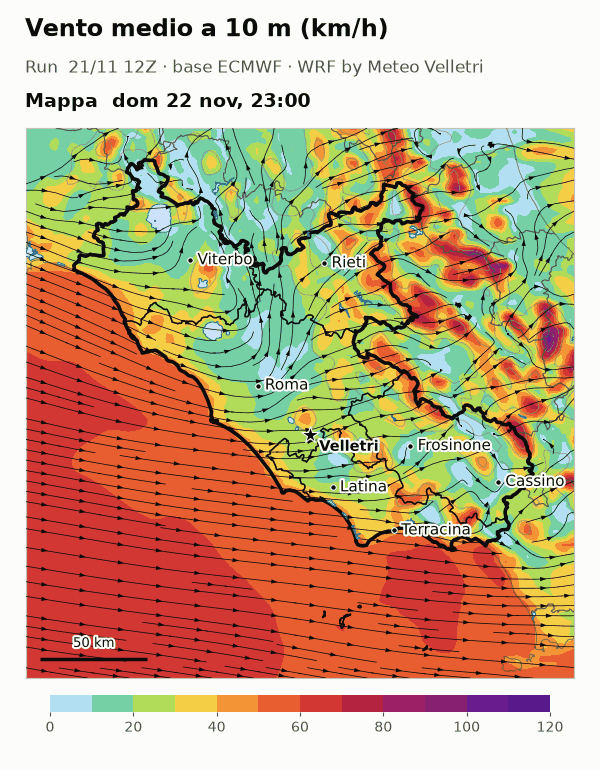 Vento medio a 10 m (km/h)
Run  21/11 12Z · base ECMWF · WRF by Meteo Velletri
Mappa  dom 22 nov, 23:00
Viterbo
Rieti
Roma
Velletri
Frosinone
Latina
Cassino
Terracina
50 km
0 20 40 60 80 100 120